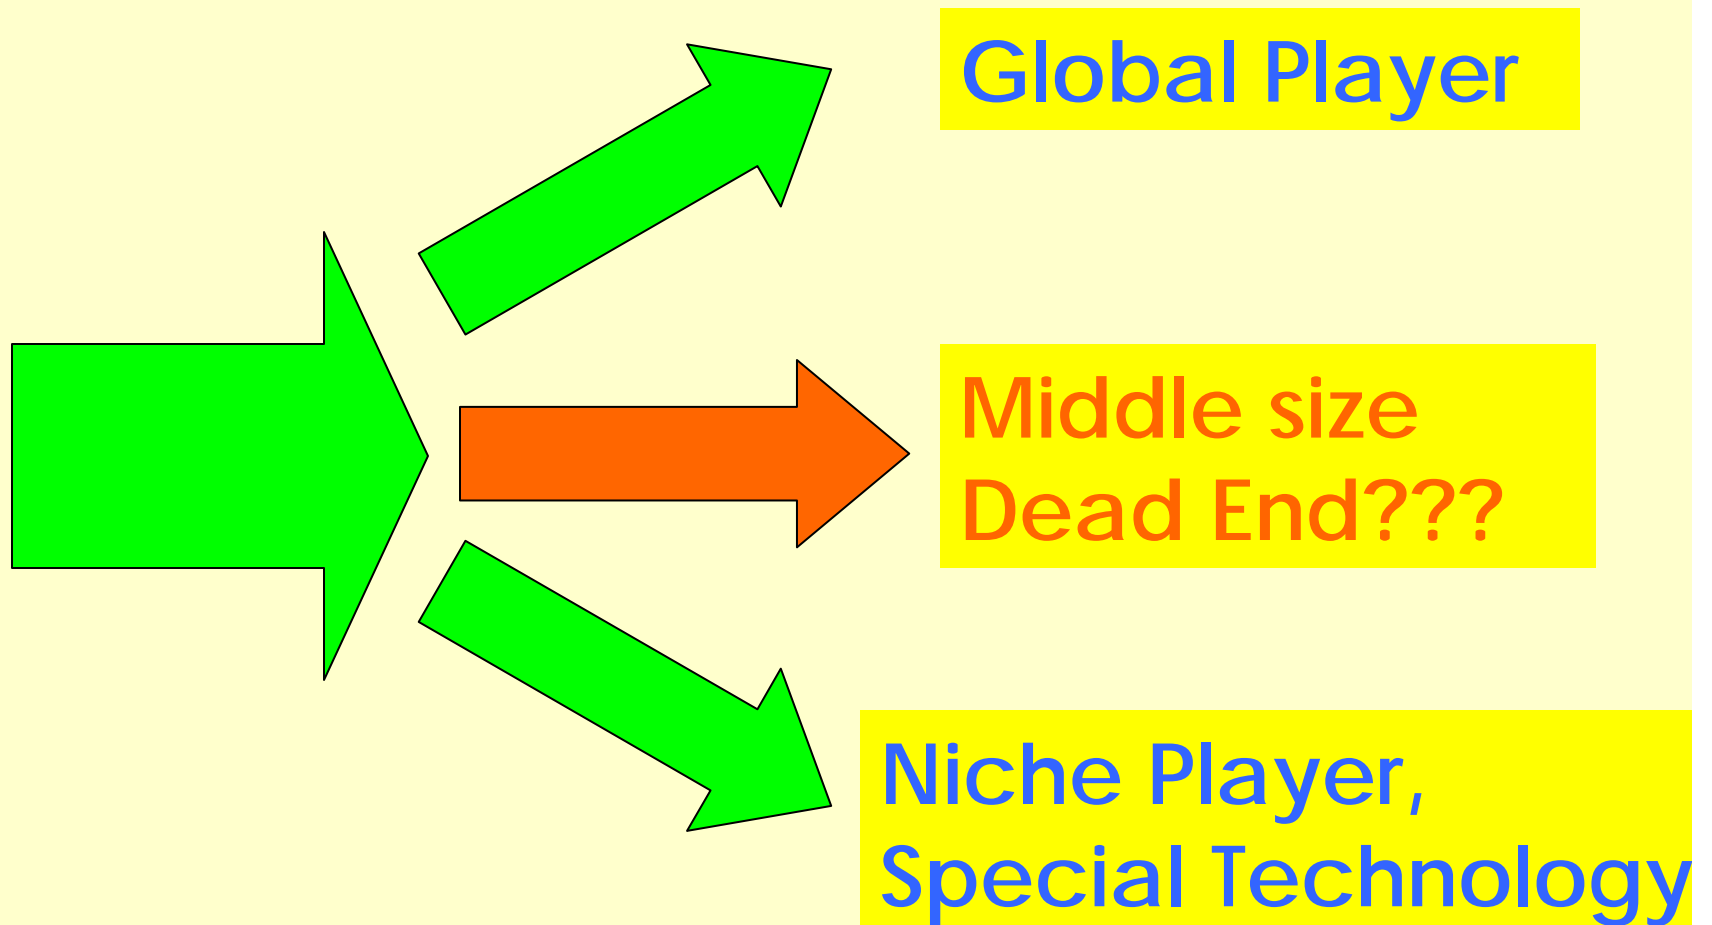 Global Player
Middle size
Dead End???
Niche Player,
Special Technology